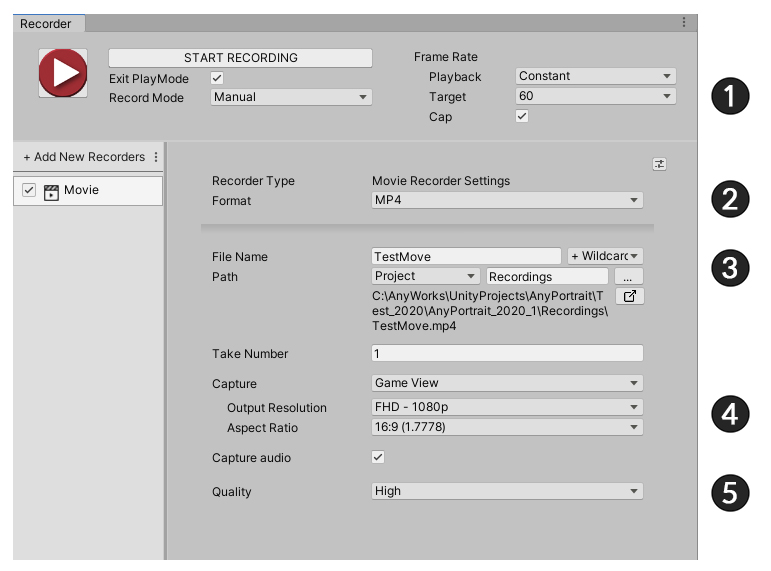 Recorder
START RECORDING
Exit PlayMode
Record Mode Manual
Frame Rate
Playback Constant
Target 60
Cap
1
+ Add New Recorders
Movie
Recorder Type Movie Recorder Settings
Format MP4
2
File Name TestMove + Wildcarc
Path Project Recordings ...
3
C:\AnyWorks\UnityProjects\AnyPortrait\T
est_2020\AnyPortrait_2020_1\Recordings\
TestMove.mp4
Take Number 1
Capture Game View
Output Resolution FHD - 1080p
Aspect Ratio 16:9 (1.7778)
4
Capture audio
Quality High
5